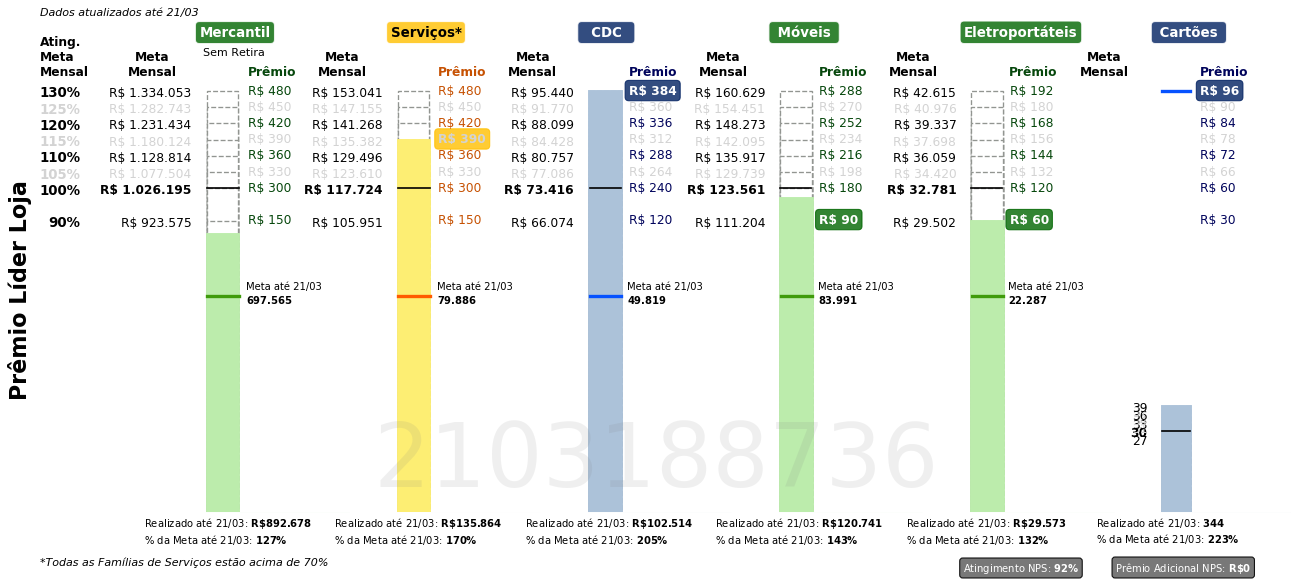 Dados atualizados até 21/03
Mercantil Serviços* CDC Móveis Eletroportáteis Cartões
Sem Retira
Ating. Meta Mensal Meta Mensal Prêmio Meta Mensal Prêmio Meta Mensal Prêmio Meta Mensal Prêmio Meta Mensal Prêmio Meta Mensal Prêmio
130% R$ 1.334.053 R$ 480 R$ 153.041 R$ 480 R$ 95.440 R$ 384 R$ 160.629 R$ 288 R$ 42.615 R$ 192 R$ 96
125% R$ 1.282.743 R$ 450 R$ 147.155 R$ 450 R$ 91.770 R$ 360 R$ 154.451 R$ 270 R$ 40.976 R$ 180 R$ 90
120% R$ 1.231.434 R$ 420 R$ 141.268 R$ 420 R$ 88.099 R$ 336 R$ 148.273 R$ 252 R$ 39.337 R$ 168 R$ 84
115% R$ 1.180.124 R$ 390 R$ 135.382 R$ 390 R$ 84.428 R$ 312 R$ 142.095 R$ 234 R$ 37.698 R$ 156 R$ 78
110% R$ 1.128.814 R$ 360 R$ 129.496 R$ 360 R$ 80.757 R$ 288 R$ 135.917 R$ 216 R$ 36.059 R$ 144 R$ 72
105% R$ 1.077.504 R$ 330 R$ 123.610 R$ 330 R$ 77.086 R$ 264 R$ 129.739 R$ 198 R$ 34.420 R$ 132 R$ 66
100% R$ 1.026.195 R$ 300 R$ 117.724 R$ 300 R$ 73.416 R$ 240 R$ 123.561 R$ 180 R$ 32.781 R$ 120 R$ 60
90% R$ 923.575 R$ 150 R$ 105.951 R$ 150 R$ 66.074 R$ 120 R$ 111.204 R$ 90 R$ 29.502 R$ 60 R$ 30
Prêmio Líder Loja
Meta até 21/03 Meta até 21/03 Meta até 21/03 Meta até 21/03 Meta até 21/03
697.565 79.886 49.819 83.991 22.287
39
36
33
30
27
2103188736
Realizado até 21/03: R$892.678 Realizado até 21/03: R$135.864 Realizado até 21/03: R$102.514 Realizado até 21/03: R$120.741 Realizado até 21/03: R$29.573 Realizado até 21/03: 344
% da Meta até 21/03: 127% % da Meta até 21/03: 170% % da Meta até 21/03: 205% % da Meta até 21/03: 143% % da Meta até 21/03: 132% % da Meta até 21/03: 223%
*Todas as Famílias de Serviços estão acima de 70%
Atingimento NPS: 92% Prêmio Adicional NPS: R$0